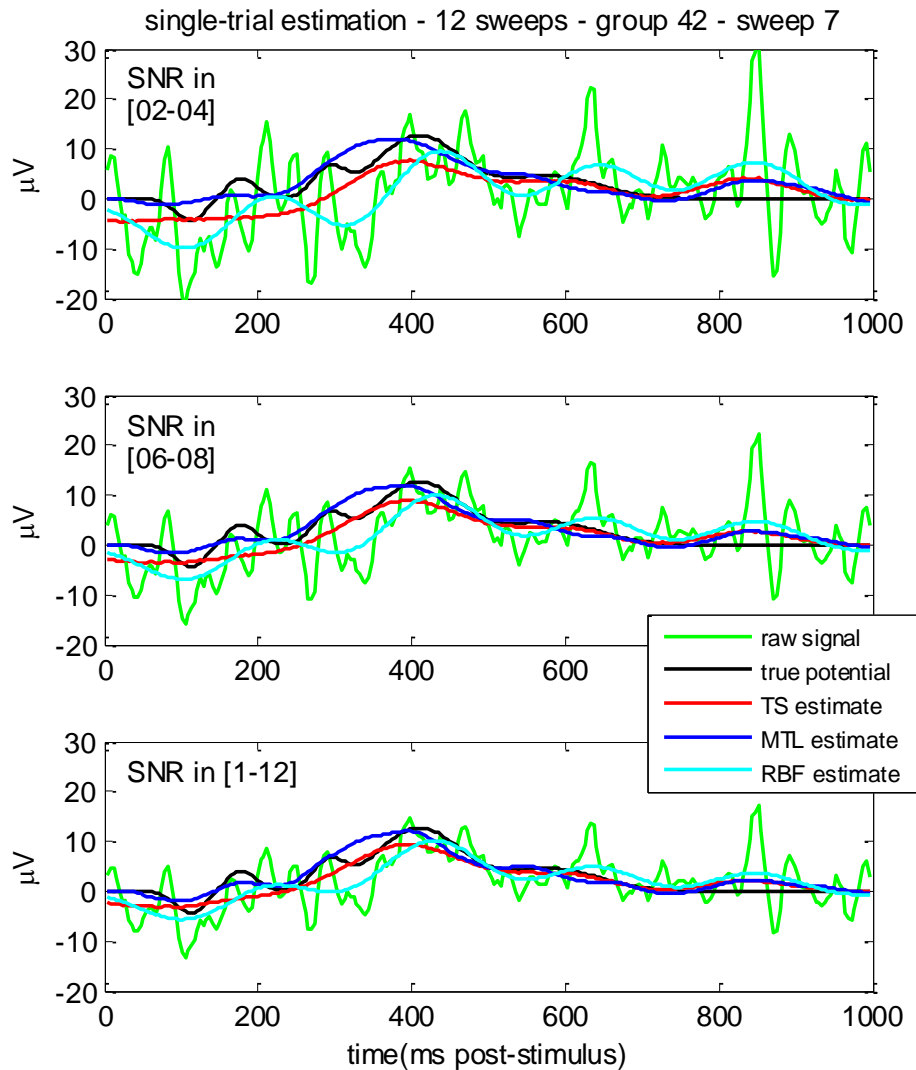 single-trial estimation - 12 sweeps - group 42 - sweep 7
30
20
10
0
-10
-20
µV
SNR in
[02-04]
0
200
400
600
800
1000
30
20
10
0
-10
-20
µV
SNR in
[06-08]
0
200
400
600
800
1000
raw signal
true potential
TS estimate
MTL estimate
RBF estimate
30
20
10
0
-10
-20
µV
SNR in [1-12]
0
200
400
600
800
1000
time(ms post-stimulus)